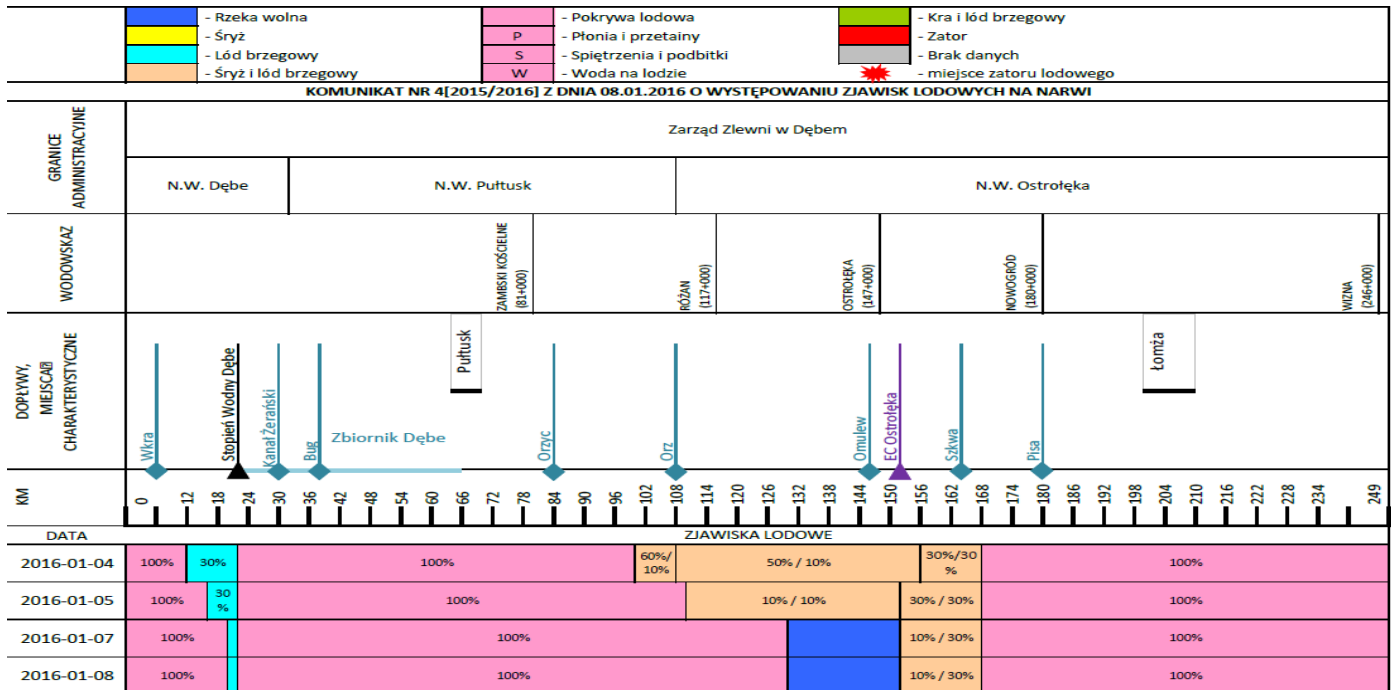 - Rzeka wolna
- Pokrywa lodowa
- Kra i lód brzegowy
- Śryż
P
- Płonia i przetainy
- Zator
- Lód brzegowy
S
- Spiętrzenia i podbitki
- Brak danych
- Śryż i lód brzegowy
W
- Woda na lodzie
- miejsce zatoru lodowego
KOMUNIKAT NR 4[2015/2016] Z DNIA 08.01.2016 O WYSTĘPOWANIU ZJAWISK LODOWYCH NA NARWI
GRANICE
ADMINISTRACYJNE
Zarząd Zlewni w Dębem
N.W. Dębe
N.W. Pułtusk
N.W. Ostrołęka
WODOWSKAZ
ZAMBSKI KOŚCIELNE
(81+000)
RÓŻAN
(117+000)
OSTROŁĘKA
(147+000)
NOWOGRÓD
(180+000)
WIZNA
(246+000)
DOPŁYWY,
MIEJSCA
CHARAKTERYSTYCZNE
Wkra
Stopień Wodny Dębe
Kanał Żerański
Bug
Zbiornik Dębe
Pułtusk
Orzyc
Orz
Omulew
EC Ostrołęka
Szkwa
Pisa
Łomża
KM
0 12 18 24 30 36 42 48 54 60 66 72 78 84 90 96 102 108 114 120 126 132 138 144 150 156 162 168 174 180 186 192 198 204 210 216 222 228 234 249
DATA
ZJAWISKA LODOWE
2016-01-04
100%
30%
100%
60%/
10%
50% / 10%
30%/30
%
100%
2016-01-05
100%
30
%
100%
10% / 10%
30% / 30%
100%
2016-01-07
100%
100%
10% / 30%
100%
2016-01-08
100%
100%
10% / 30%
100%